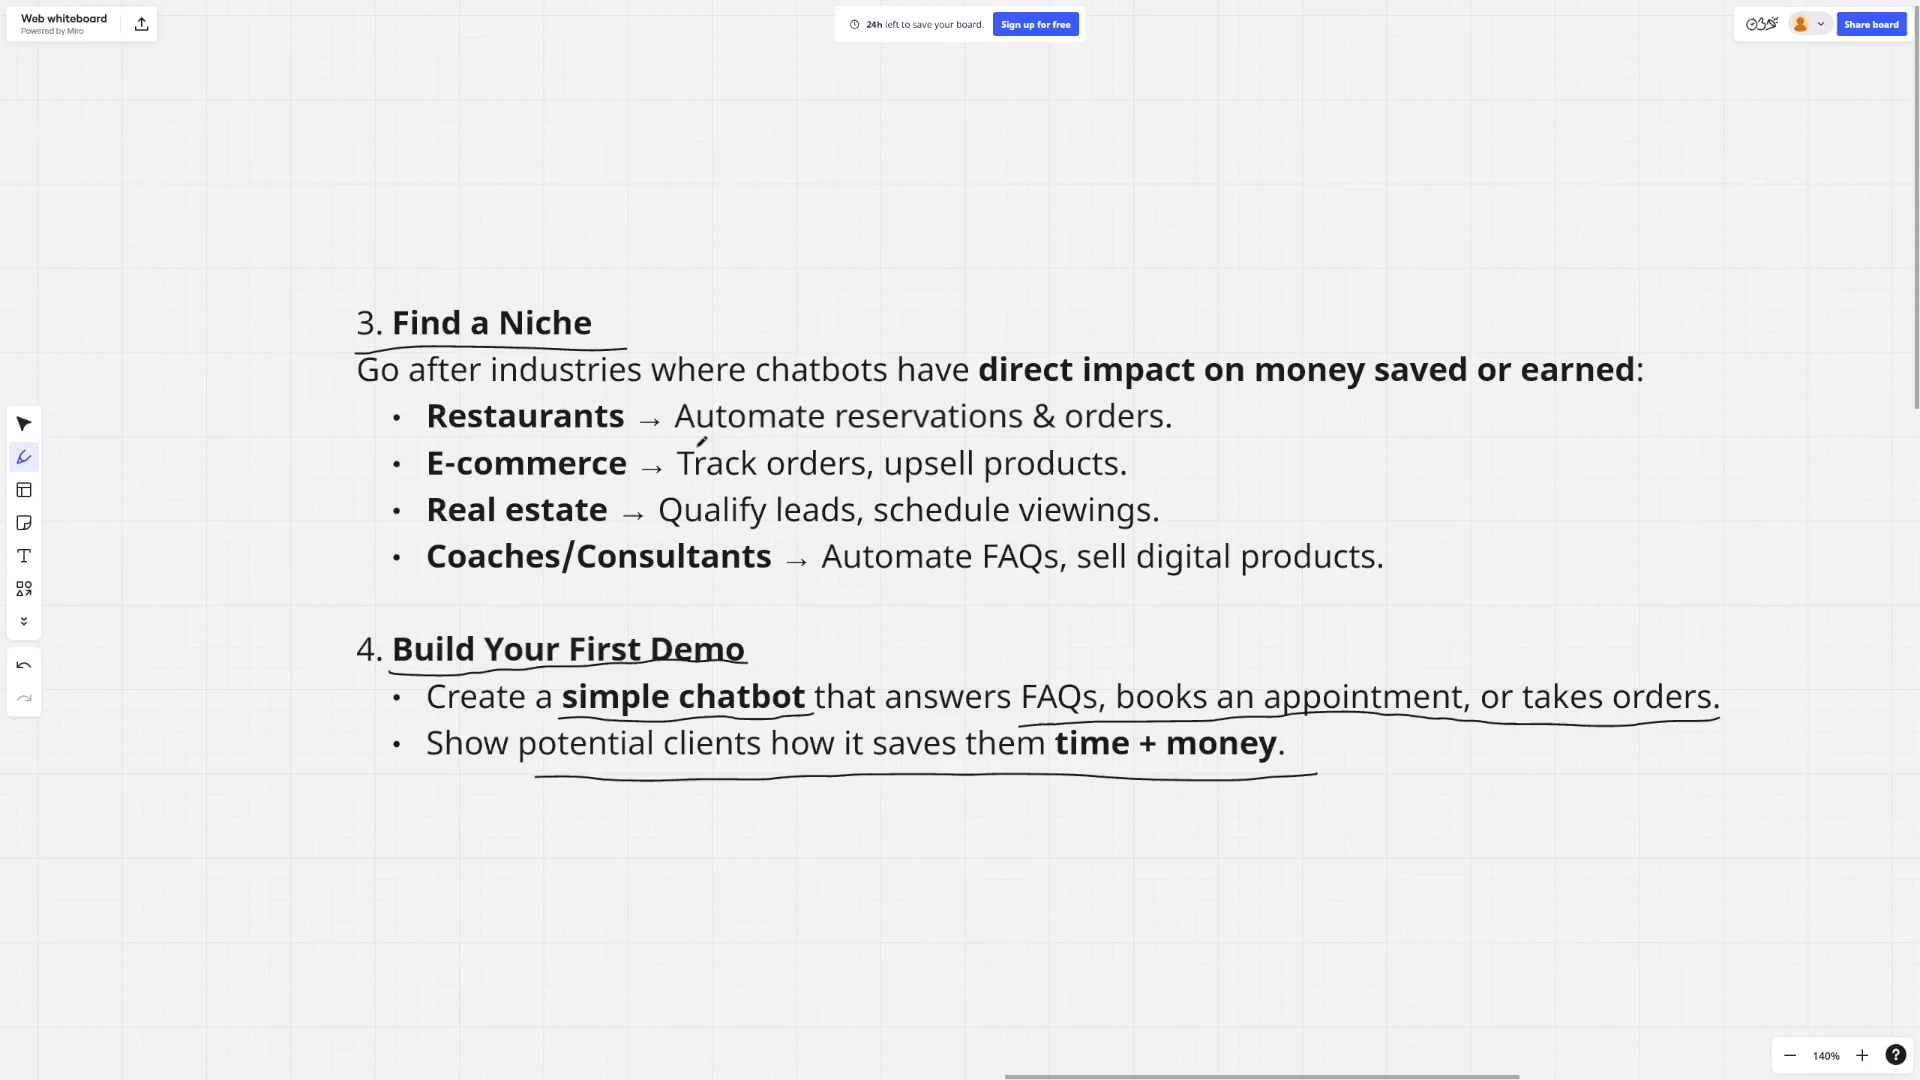 Web whiteboard
Powered by Miro
24h left to save your board.
Sign up for free
Share board
3. Find a Niche
Go after industries where chatbots have direct impact on money saved or earned:
• Restaurants → Automate reservations & orders.
• E-commerce → Track orders, upsell products.
• Real estate → Qualify leads, schedule viewings.
• Coaches/Consultants → Automate FAQs, sell digital products.
4. Build Your First Demo
• Create a simple chatbot that answers FAQs, books an appointment, or takes orders.
• Show potential clients how it saves them time + money.
140%